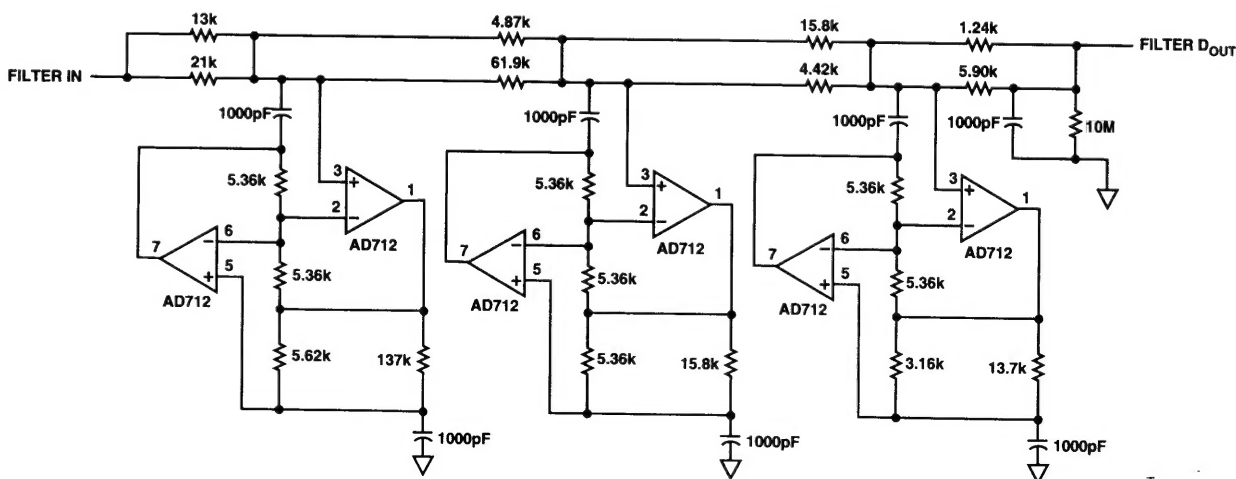 13k 4.87k 15.8k 1.24k
FILTER DOUT
FILTER IN
21k 61.9k 4.42k 5.90k
1000pF 1000pF 1000pF 1000pF 10M
5.36k 5.36k 5.36k
3 1 3 1 3 1
2 2 2
AD712 AD712 AD712
7 6 7 6 7 6
5 5 5
5.36k 5.36k 5.36k
AD712 AD712 AD712
5.62k 137k 5.36k 15.8k 3.16k 13.7k
1000pF 1000pF 1000pF